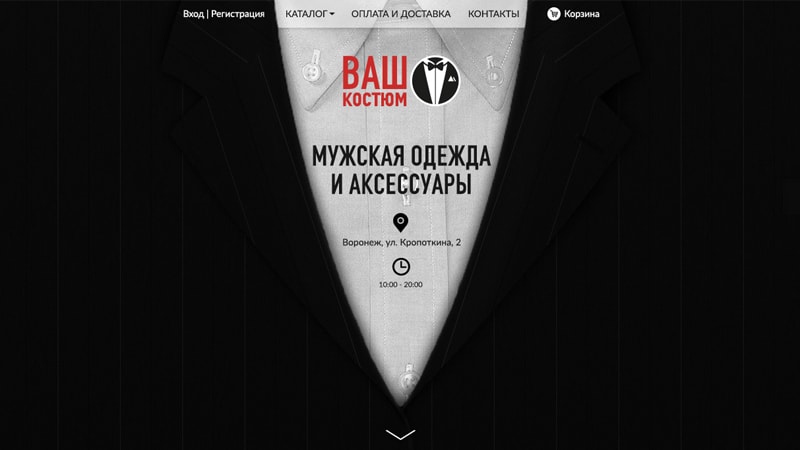 Вход | Регистрация
КАТАЛОГ
ОПЛАТА И ДОСТАВКА
КОНТАКТЫ
Корзина
ВАШ
КОСТЮМ
МУЖСКАЯ ОДЕЖДА
И АКСЕССУАРЫ
Воронеж, ул. Кропоткина, 2
10:00 - 20:00